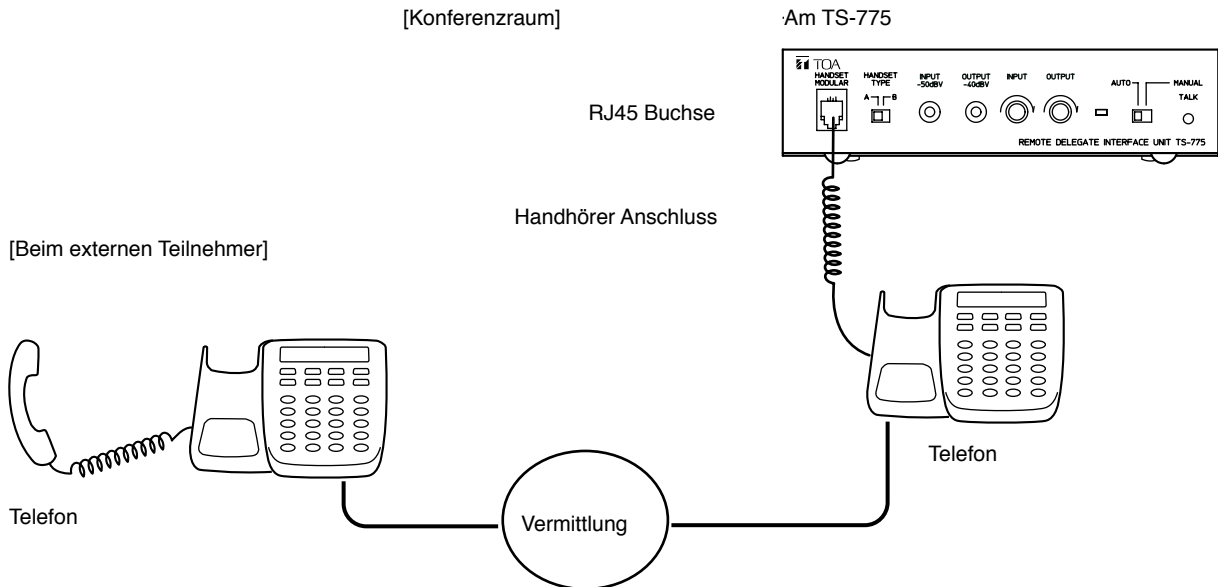 [Konferenzraum]
Am TS-775
TOA
HANDSET
MODULAR
HANDSET
TYPE
A B
INPUT
-50dBV
OUTPUT
-40dBV
INPUT
OUTPUT
AUTO
MANUAL
TALK
REMOTE DELEGATE INTERFACE UNIT TS-775
RJ45 Buchse
Handhörer Anschluss
[Beim externen Teilnehmer]
Telefon
Telefon
Vermittlung